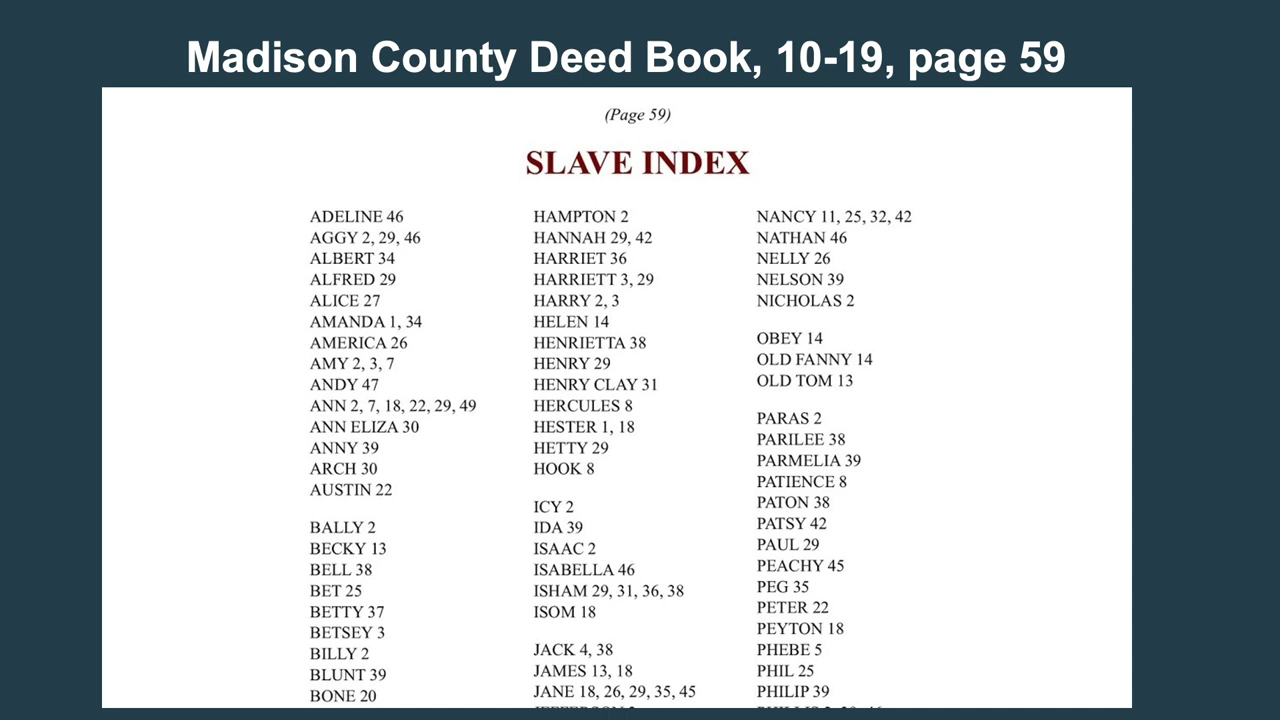 Madison County Deed Book, 10-19, page 59
(Page 59)
SLAVE INDEX
ADELINE 46
AGGY 2, 29, 46
ALBERT 34
ALFRED 29
ALICE 27
AMANDA 1, 34
AMERICA 26
AMY 2, 3, 7
ANDY 47
ANN 2, 7, 18, 22, 29, 49
ANN ELIZA 30
ANNY 39
ARCH 30
AUSTIN 22
BALLY 2
BECKY 13
BELL 38
BET 25
BETTY 37
BETSEY 3
BILLY 2
BLUNT 39
BONE 20
HAMPTON 2
HANNAH 29, 42
HARRIET 36
HARRIETT 3, 29
HARRY 2, 3
HELEN 14
HENRIETTA 38
HENRY 29
HENRY CLAY 31
HERCULES 8
HESTER 1, 18
HETTY 29
HOOK 8
ICY 2
IDA 39
ISAAC 2
ISABELLA 46
ISHAM 29, 31, 36, 38
ISOM 18
JACK 4, 38
JAMES 13, 18
JANE 18, 26, 29, 35, 45
NANCY 11, 25, 32, 42
NATHAN 46
NELLY 26
NELSON 39
NICHOLAS 2
OBEY 14
OLD FANNY 14
OLD TOM 13
PARAS 2
PARILEE 38
PARMELIA 39
PATIENCE 8
PATON 38
PATSY 42
PAUL 29
PEACHY 45
PEG 35
PETER 22
PEYTON 18
PHEBE 5
PHIL 25
PHILIP 39